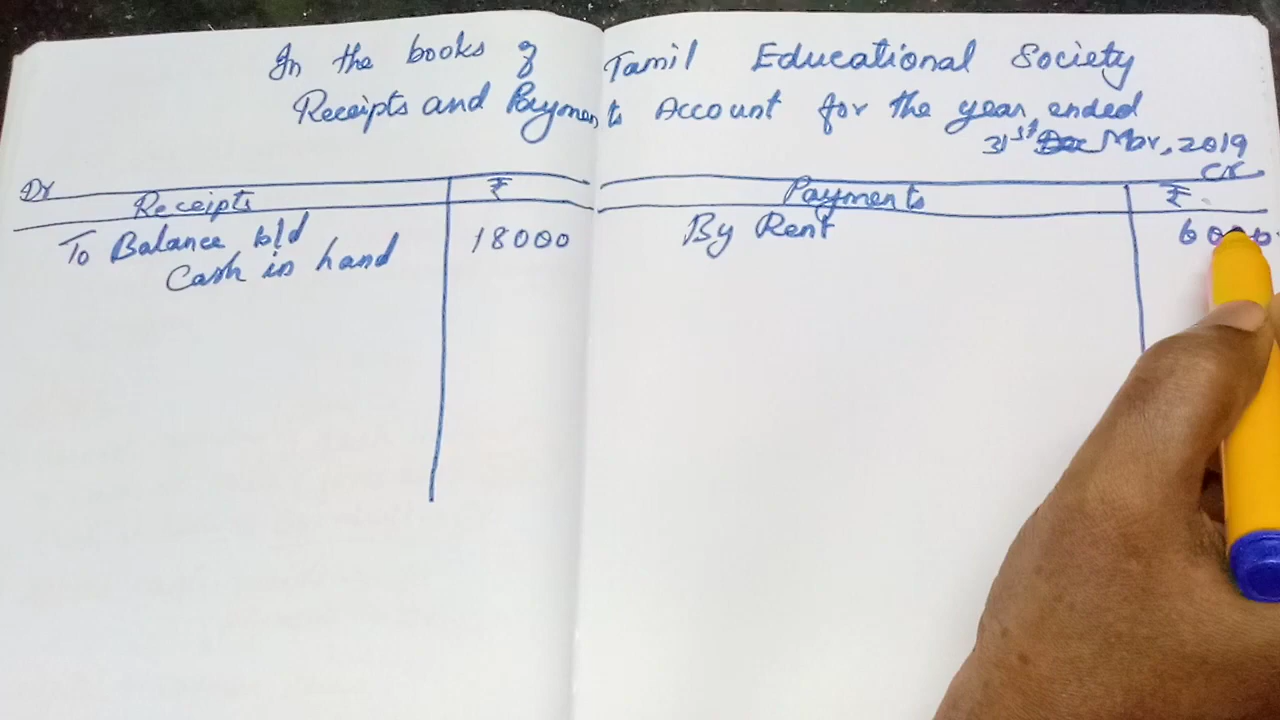 In the books of Tamil Educational Society
Receipts and Payments Account for the year ended
31st Mar, 2019
Dr Cr
Receipts ₹ Payments ₹
To Balance b/d 18000 By Rent
Cash in hand